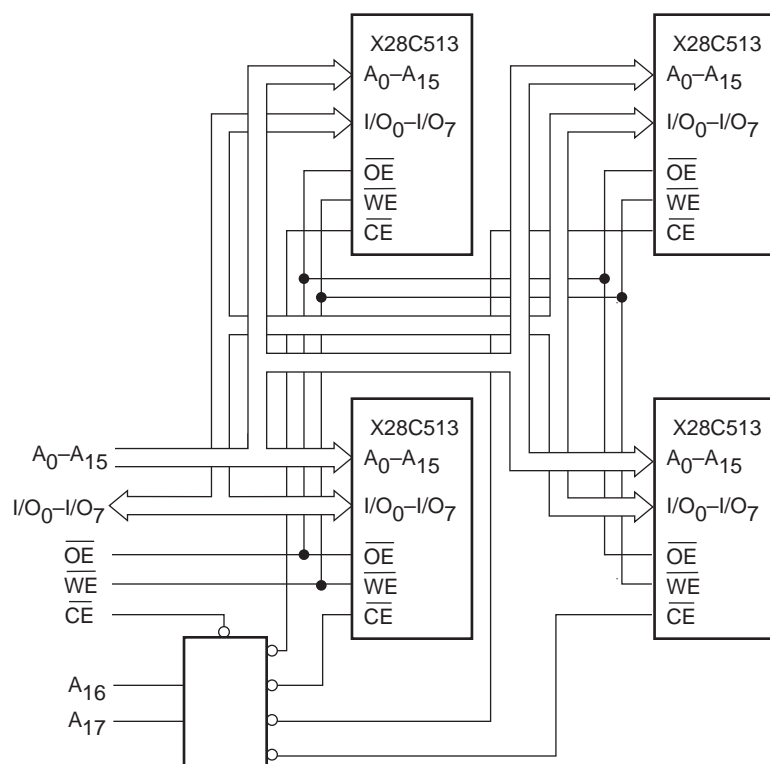 X28C513
A0–A15
I/O0–I/O7
OE
WE
CE
X28C513
A0–A15
I/O0–I/O7
OE
WE
CE
X28C513
A0–A15
I/O0–I/O7
OE
WE
CE
X28C513
A0–A15
I/O0–I/O7
OE
WE
CE
A0–A15
I/O0–I/O7
OE
WE
CE
A16
A17